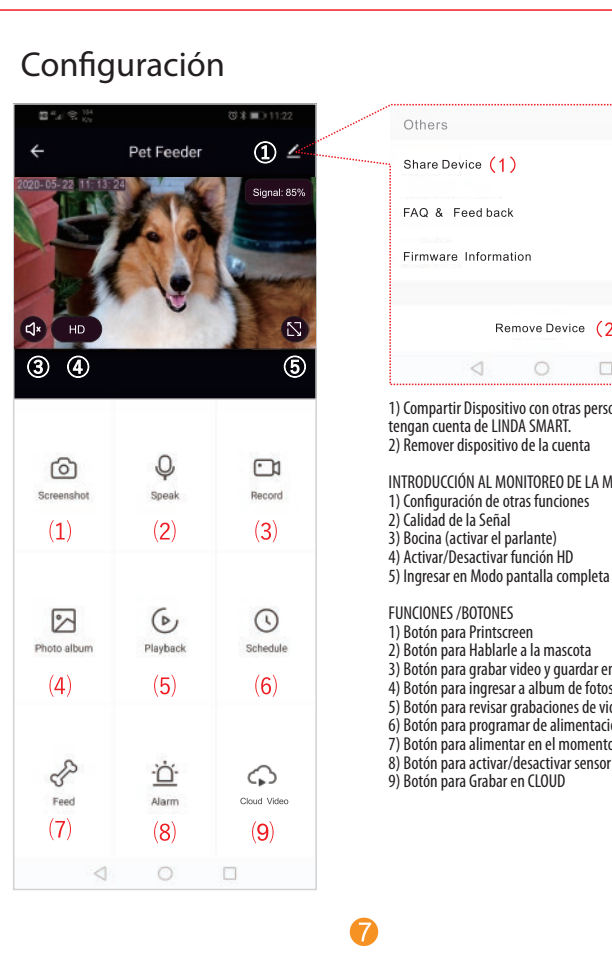 Configuración
11:22
Pet Feeder
①
2020-05-22 11:13:24
Signal: 85%
HD
③ ④ ⑤
Screenshot Speak Record
(1) (2) (3)
Photo album Playback Schedule
(4) (5) (6)
Feed Alarm Cloud Video
(7) (8) (9)
Others
Share Device (1)
FAQ & Feed back
Firmware Information
Remove Device (2
1) Compartir Dispositivo con otras perso
tengan cuenta de LINDA SMART.
2) Remover dispositivo de la cuenta
INTRODUCCIÓN AL MONITOREO DE LA M
1) Configuración de otras funciones
2) Calidad de la Señal
3) Bocina (activar el parlante)
4) Activar/Desactivar función HD
5) Ingresar en Modo pantalla completa
FUNCIONES /BOTONES
1) Botón para Printscreen
2) Botón para Hablarle a la mascota
3) Botón para grabar video y guardar en
4) Botón para ingresar a album de fotos
5) Botón para revisar grabaciones de vid
6) Botón para programar de alimentació
7) Botón para alimentar en el momento
8) Botón para activar/desactivar sensor
9) Botón para Grabar en CLOUD
7